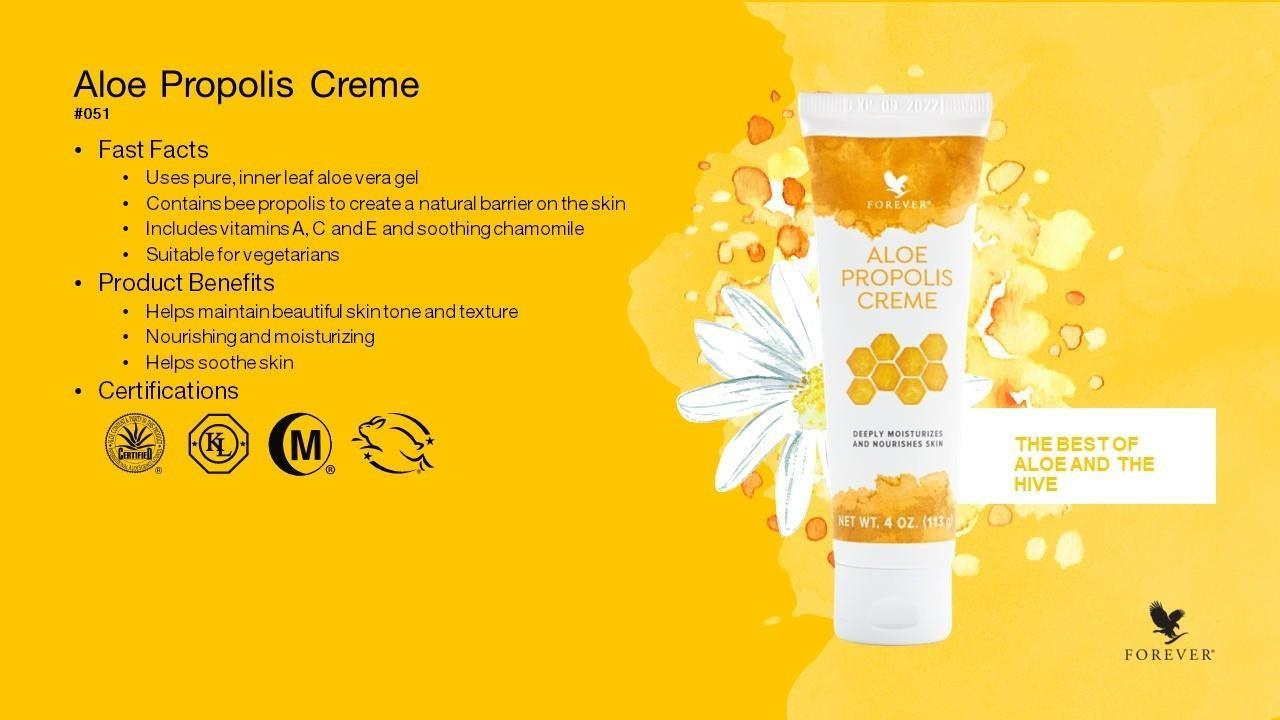 Aloe Propolis Creme
#051
• Fast Facts
• Uses pure, inner leaf aloe vera gel
• Contains bee propolis to create a natural barrier on the skin
• Includes vitamins A, C and E and soothing chamomile
• Suitable for vegetarians
• Product Benefits
• Helps maintain beautiful skin tone and texture
• Nourishing and moisturizing
• Helps soothe skin
• Certifications
CERTIFIED
®
KL
M
®
EXP 09 2022
FOREVER®
ALOE
PROPOLIS
CREME
DEEPLY MOISTURIZES
AND NOURISHES SKIN
NET WT. 4 OZ. (113 g)
THE BEST OF
ALOE AND THE
HIVE
FOREVER®